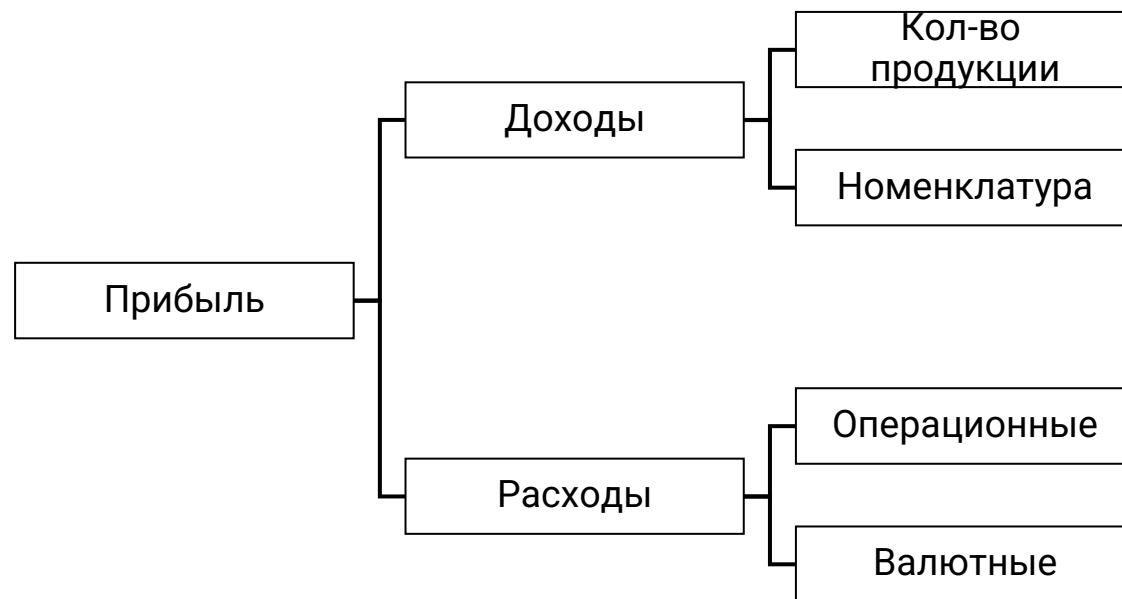 Кол-во
продукции
Доходы
Номенклатура
Прибыль
Операционные
Расходы
Валютные